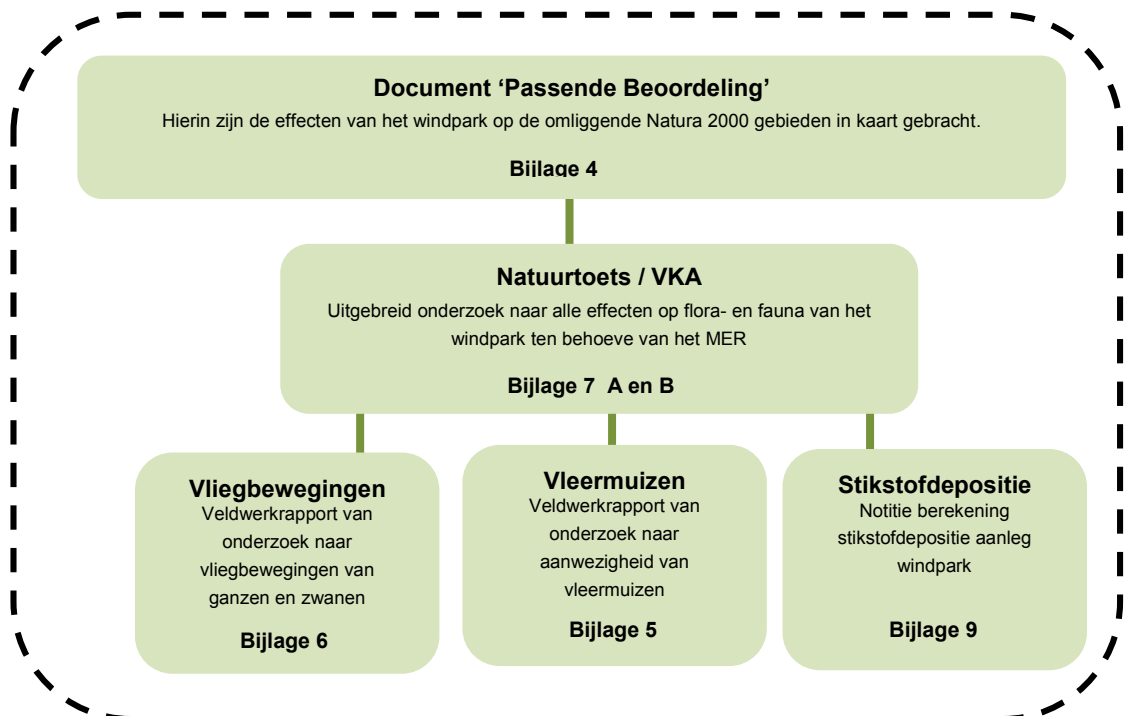 Document ‘Passende Beoordeling’
Hierin zijn de effecten van het windpark op de omliggende Natura 2000 gebieden in kaart gebracht.
Bijlage 4
Natuurtoets / VKA
Uitgebreid onderzoek naar alle effecten op flora- en fauna van het
windpark ten behoeve van het MER
Bijlage 7 A en B
Vliegbewegingen
Veldwerkrapport van
onderzoek naar
vliegbewegingen van
ganzen en zwanen
Bijlage 6
Vleermuizen
Veldwerkrapport van
onderzoek naar
aanwezigheid van
vleermuizen
Bijlage 5
Stikstofdepositie
Notitie berekening
stikstofdepositie aanleg
windpark
Bijlage 9